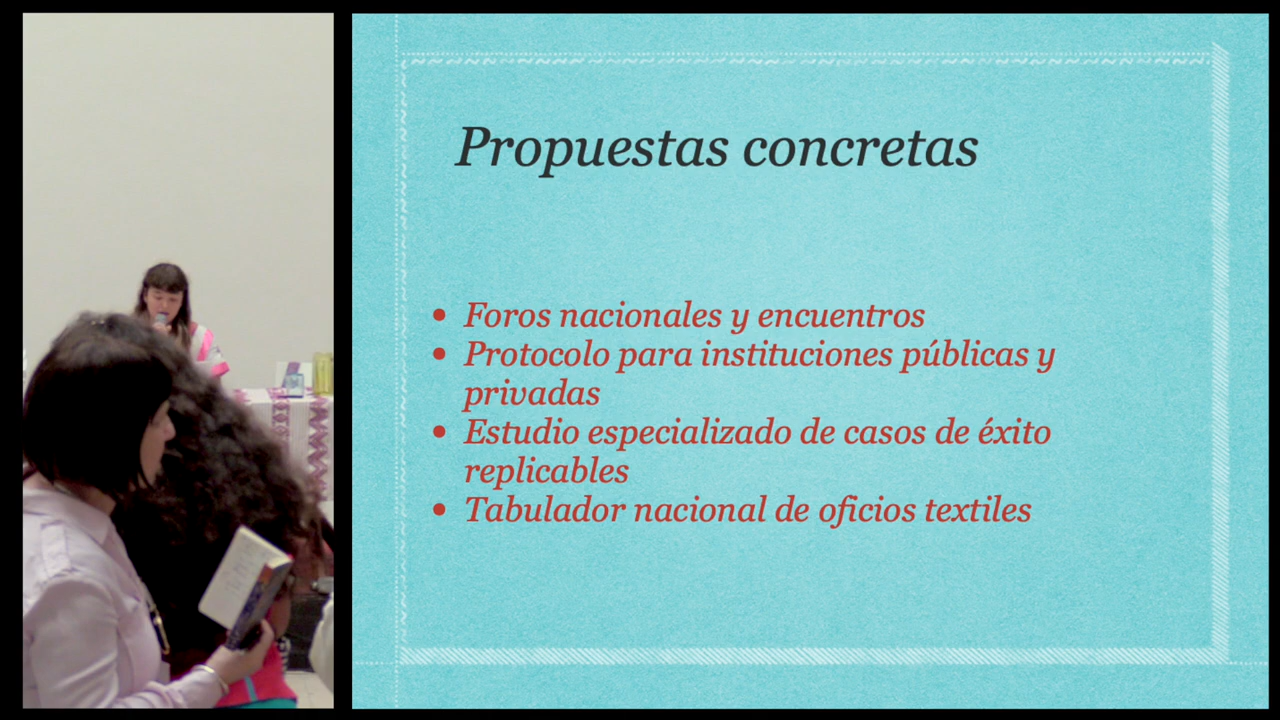 Propuestas concretas
• Foros nacionales y encuentros
• Protocolo para instituciones públicas y
privadas
• Estudio especializado de casos de éxito
replicables
• Tabulador nacional de oficios textiles